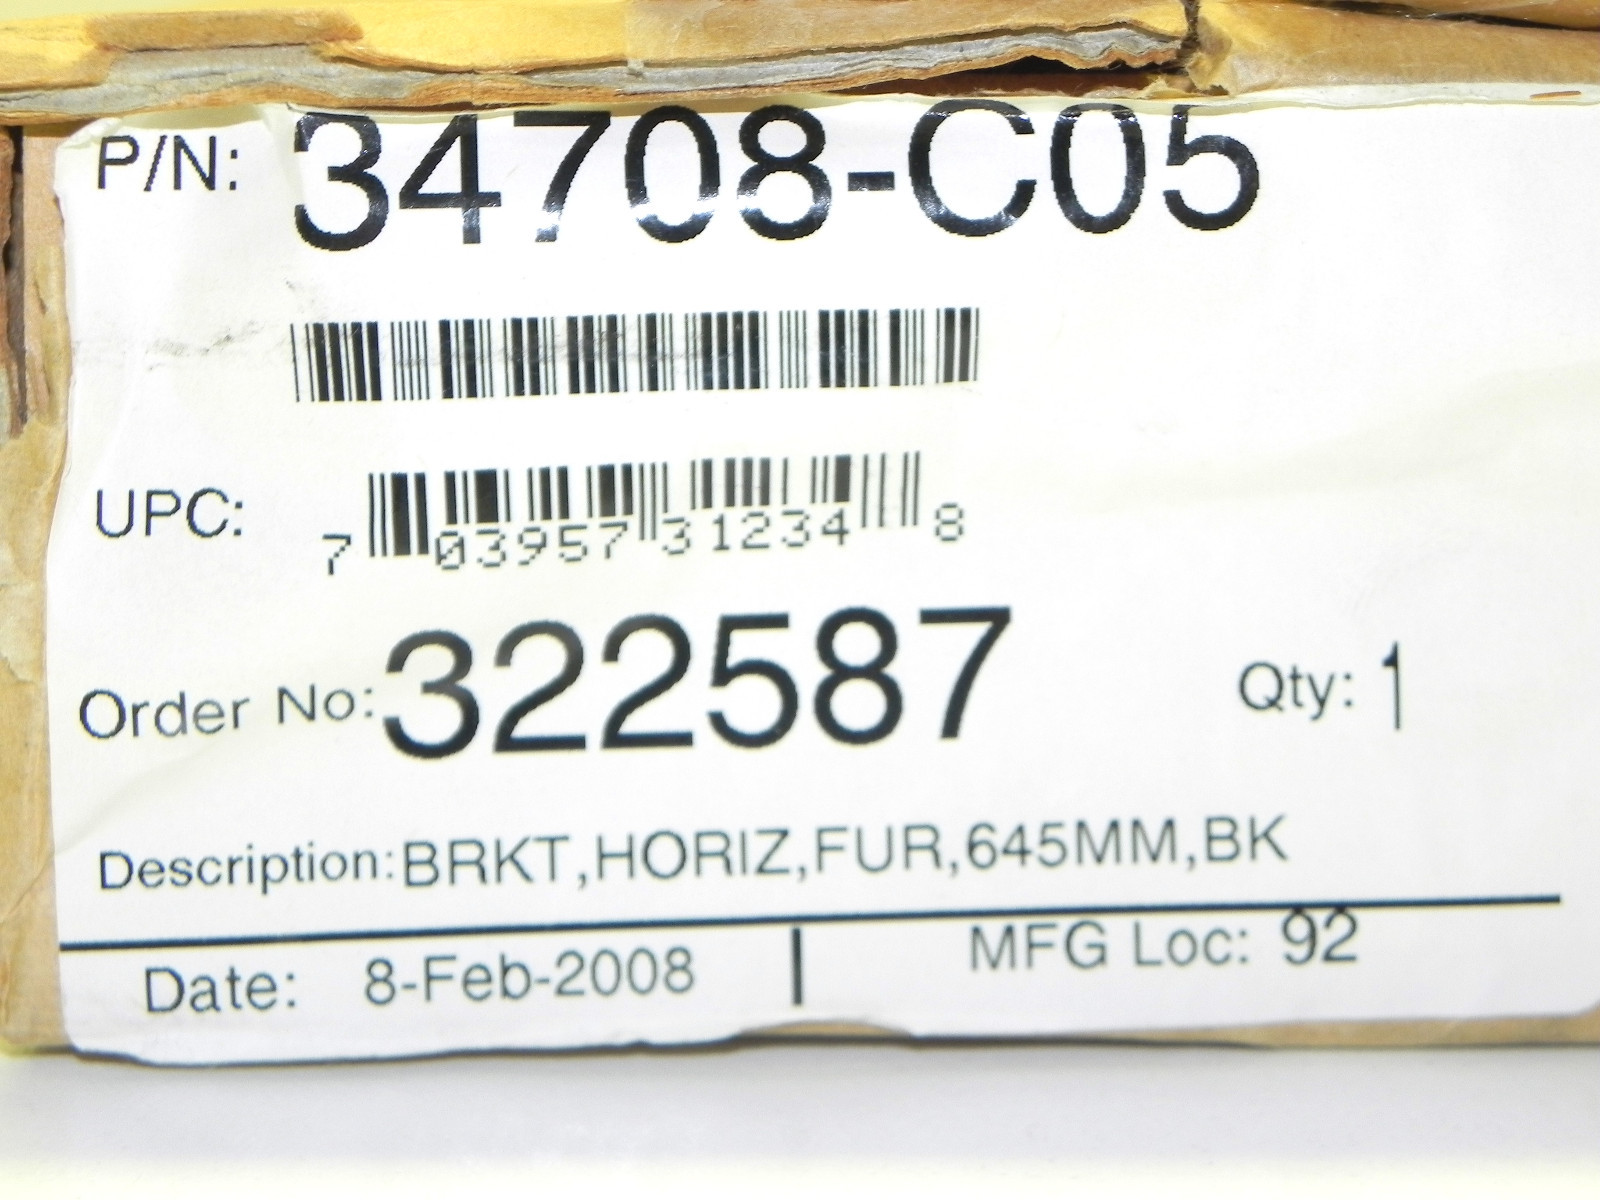 P/N: 34708-C05
UPC: 7 03957 31234 8
Order No: 322587 Qty: 1
Description: BRKT,HORIZ,FUR,645MM,BK
Date: 8-Feb-2008 MFG Loc: 92